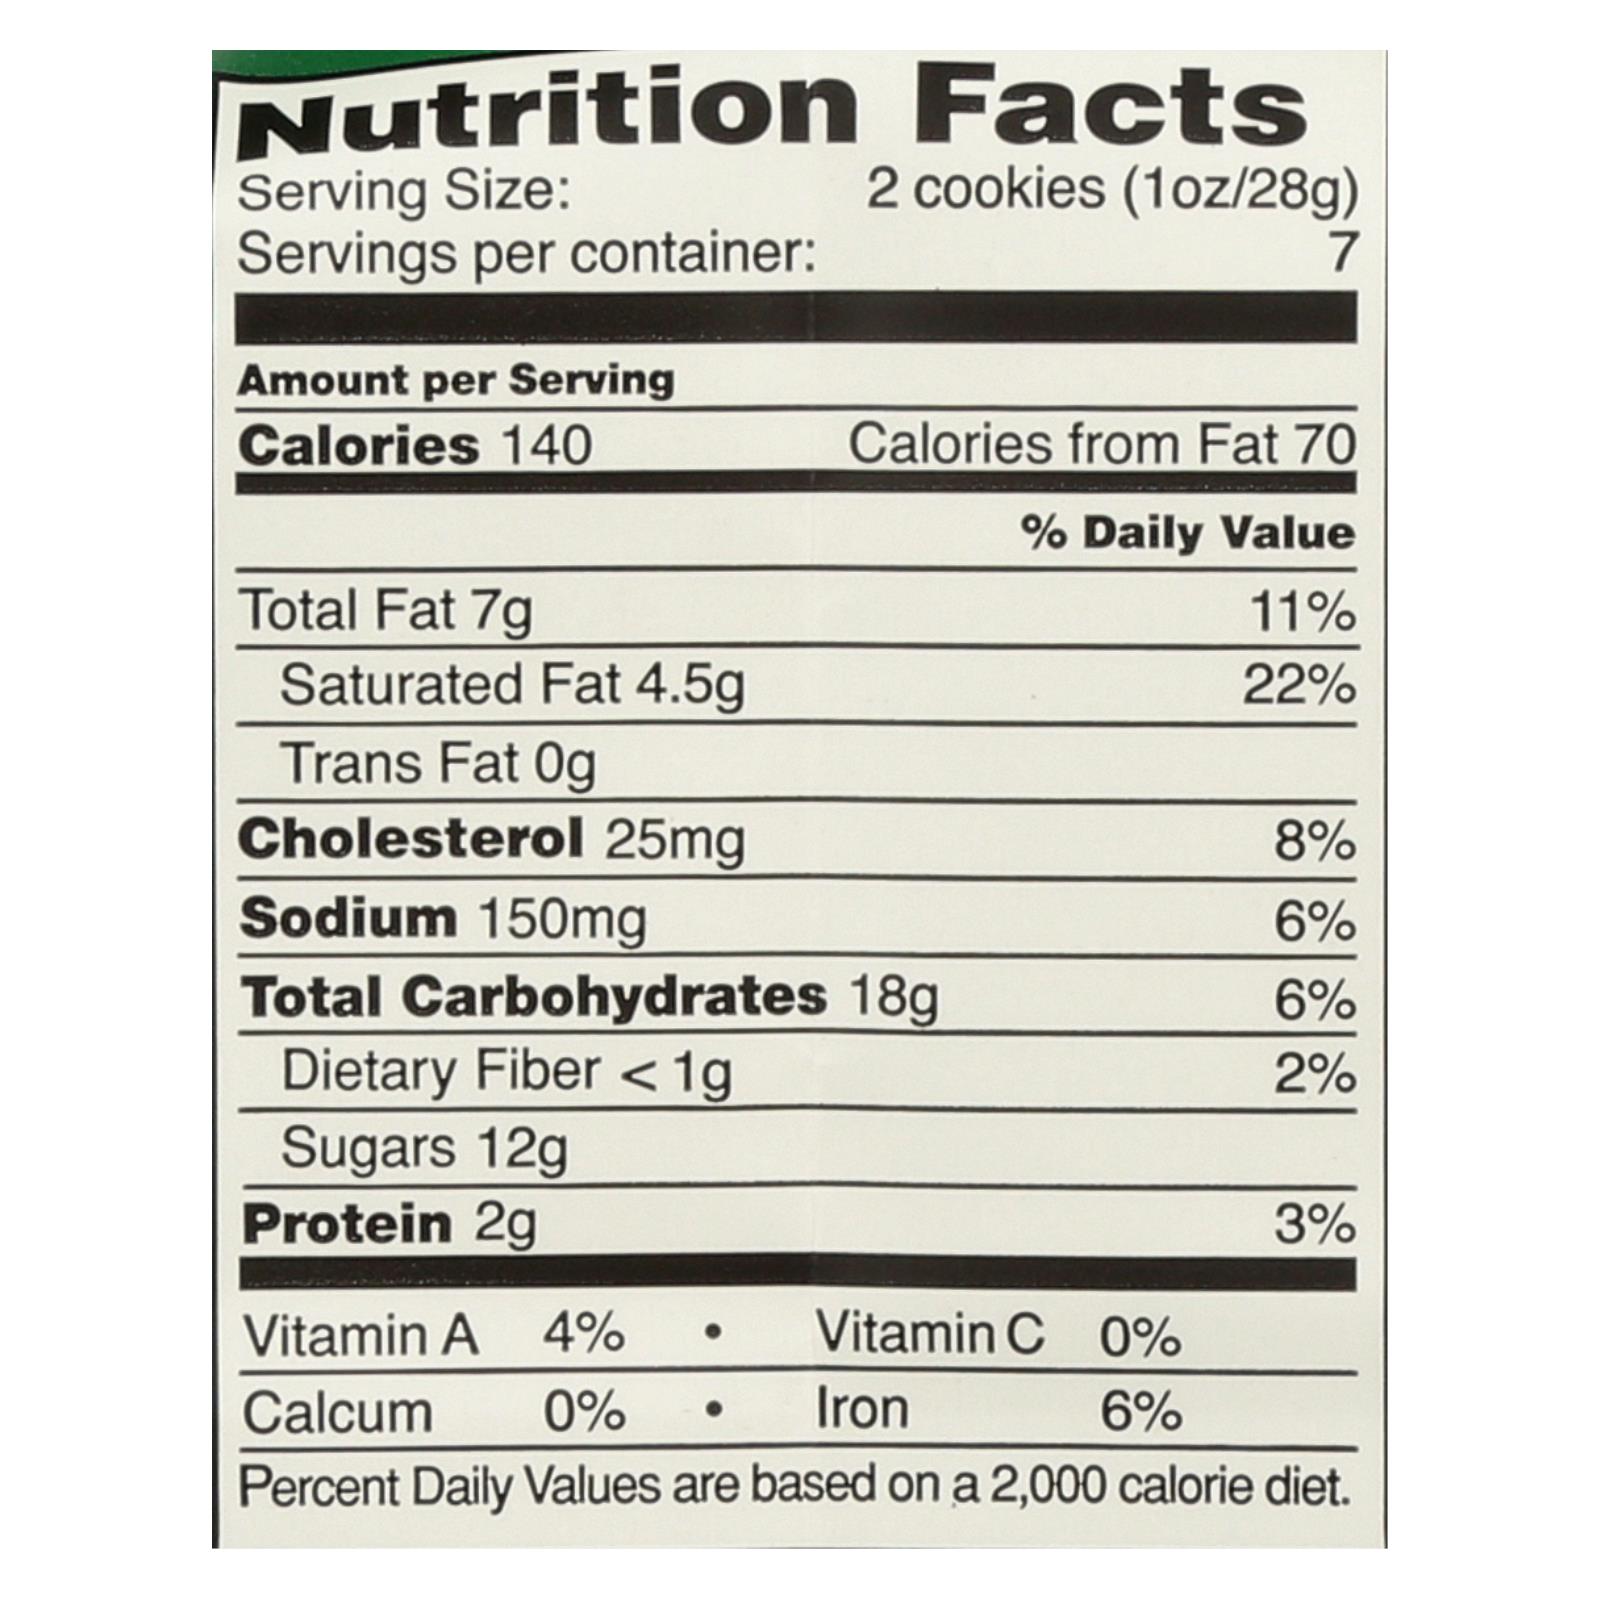 Nutrition Facts
Serving Size: 2 cookies (1oz/28g)
Servings per container: 7
Amount per Serving
Calories 140 Calories from Fat 70
% Daily Value
Total Fat 7g 11%
Saturated Fat 4.5g 22%
Trans Fat 0g
Cholesterol 25mg 8%
Sodium 150mg 6%
Total Carbohydrates 18g 6%
Dietary Fiber < 1g 2%
Sugars 12g
Protein 2g 3%
Vitamin A 4% • Vitamin C 0%
Calcum 0% • Iron 6%
Percent Daily Values are based on a 2,000 calorie diet.